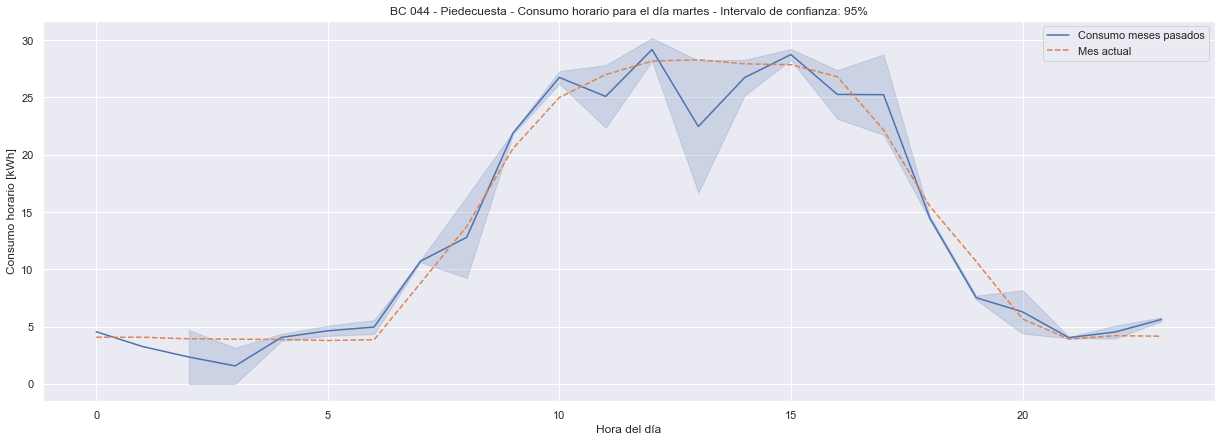 BC 044 - Piedecuesta - Consumo horario para el día martes - Intervalo de confianza: 95%
Consumo meses pasados
Mes actual
Consumo horario [kWh]
30
25
20
15
10
5
0
0
5
10
15
20
Hora del día